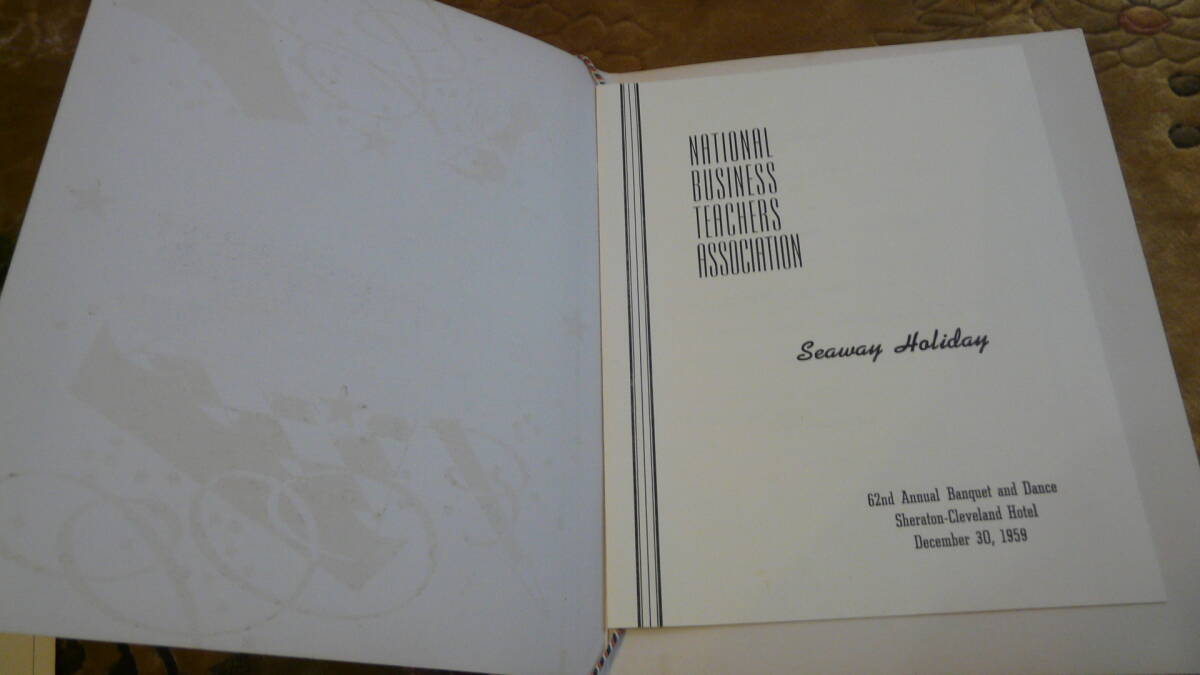 NATIONAL
BUSINESS
TEACHERS
ASSOCIATION
Seaway Holiday
62nd Annual Banquet and Dance
Sheraton-Cleveland Hotel
December 30, 1959